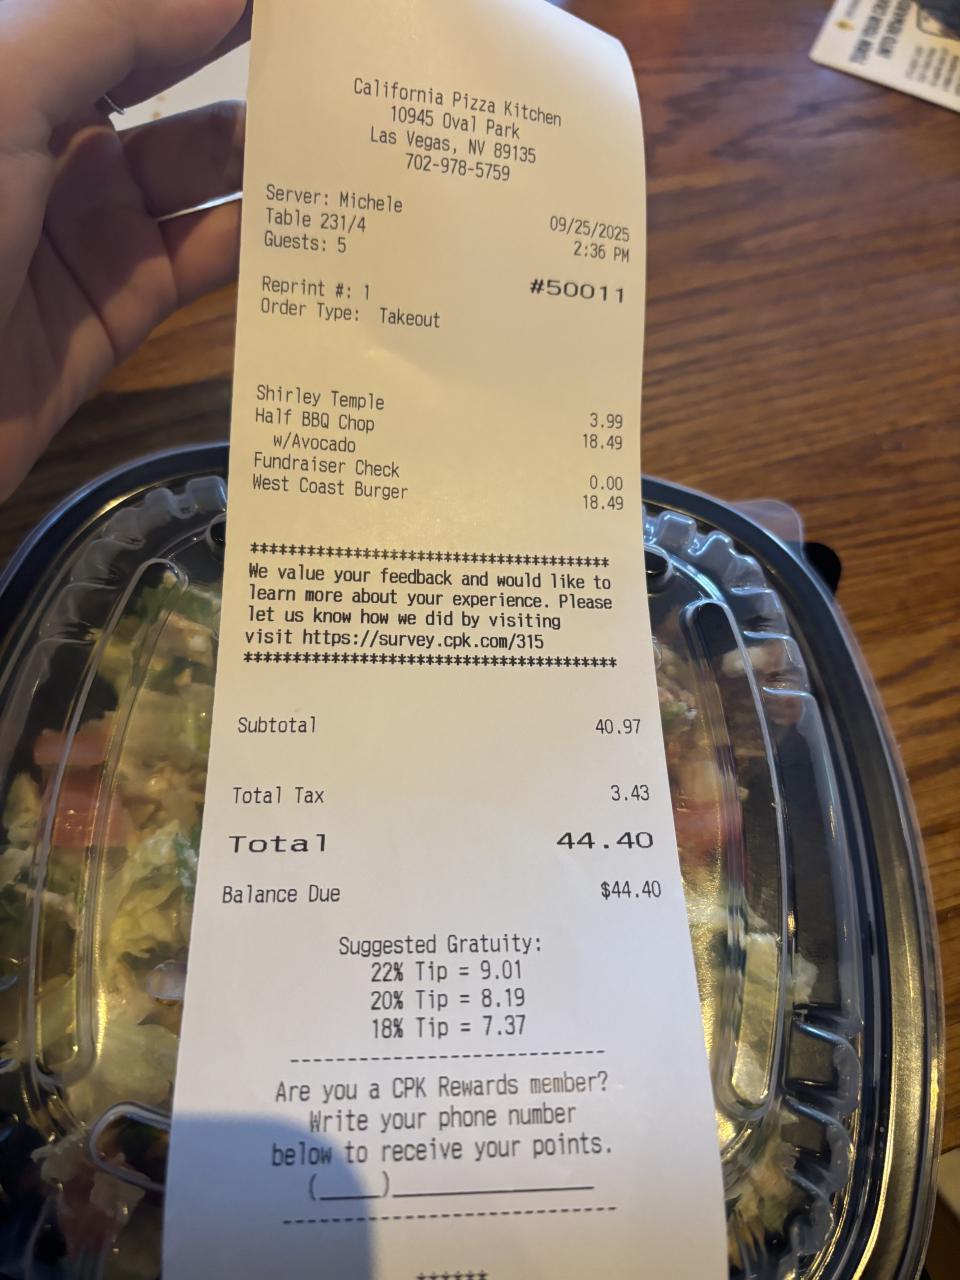 California Pizza Kitchen
10945 Oval Park
Las Vegas, NV 89135
702-978-5759
Server: Michele
09/25/2025
Table 231/4
2:36 PM
Guests: 5
#50011
Reprint #: 1
Order Type: Takeout
Shirley Temple 3.99
Half BBQ Chop 18.49
w/Avocado
Fundraiser Check 0.00
West Coast Burger 18.49
****************************************
We value your feedback and would like to
learn more about your experience. Please
let us know how we did by visiting
visit https://survey.cpk.com/315
****************************************
Subtotal 40.97
Total Tax 3.43
Total 44.40
Balance Due $44.40
Suggested Gratuity:
22% Tip = 9.01
20% Tip = 8.19
18% Tip = 7.37
------------------------------
Are you a CPK Rewards member?
Write your phone number
below to receive your points.
(____)________________
------------------------------
******